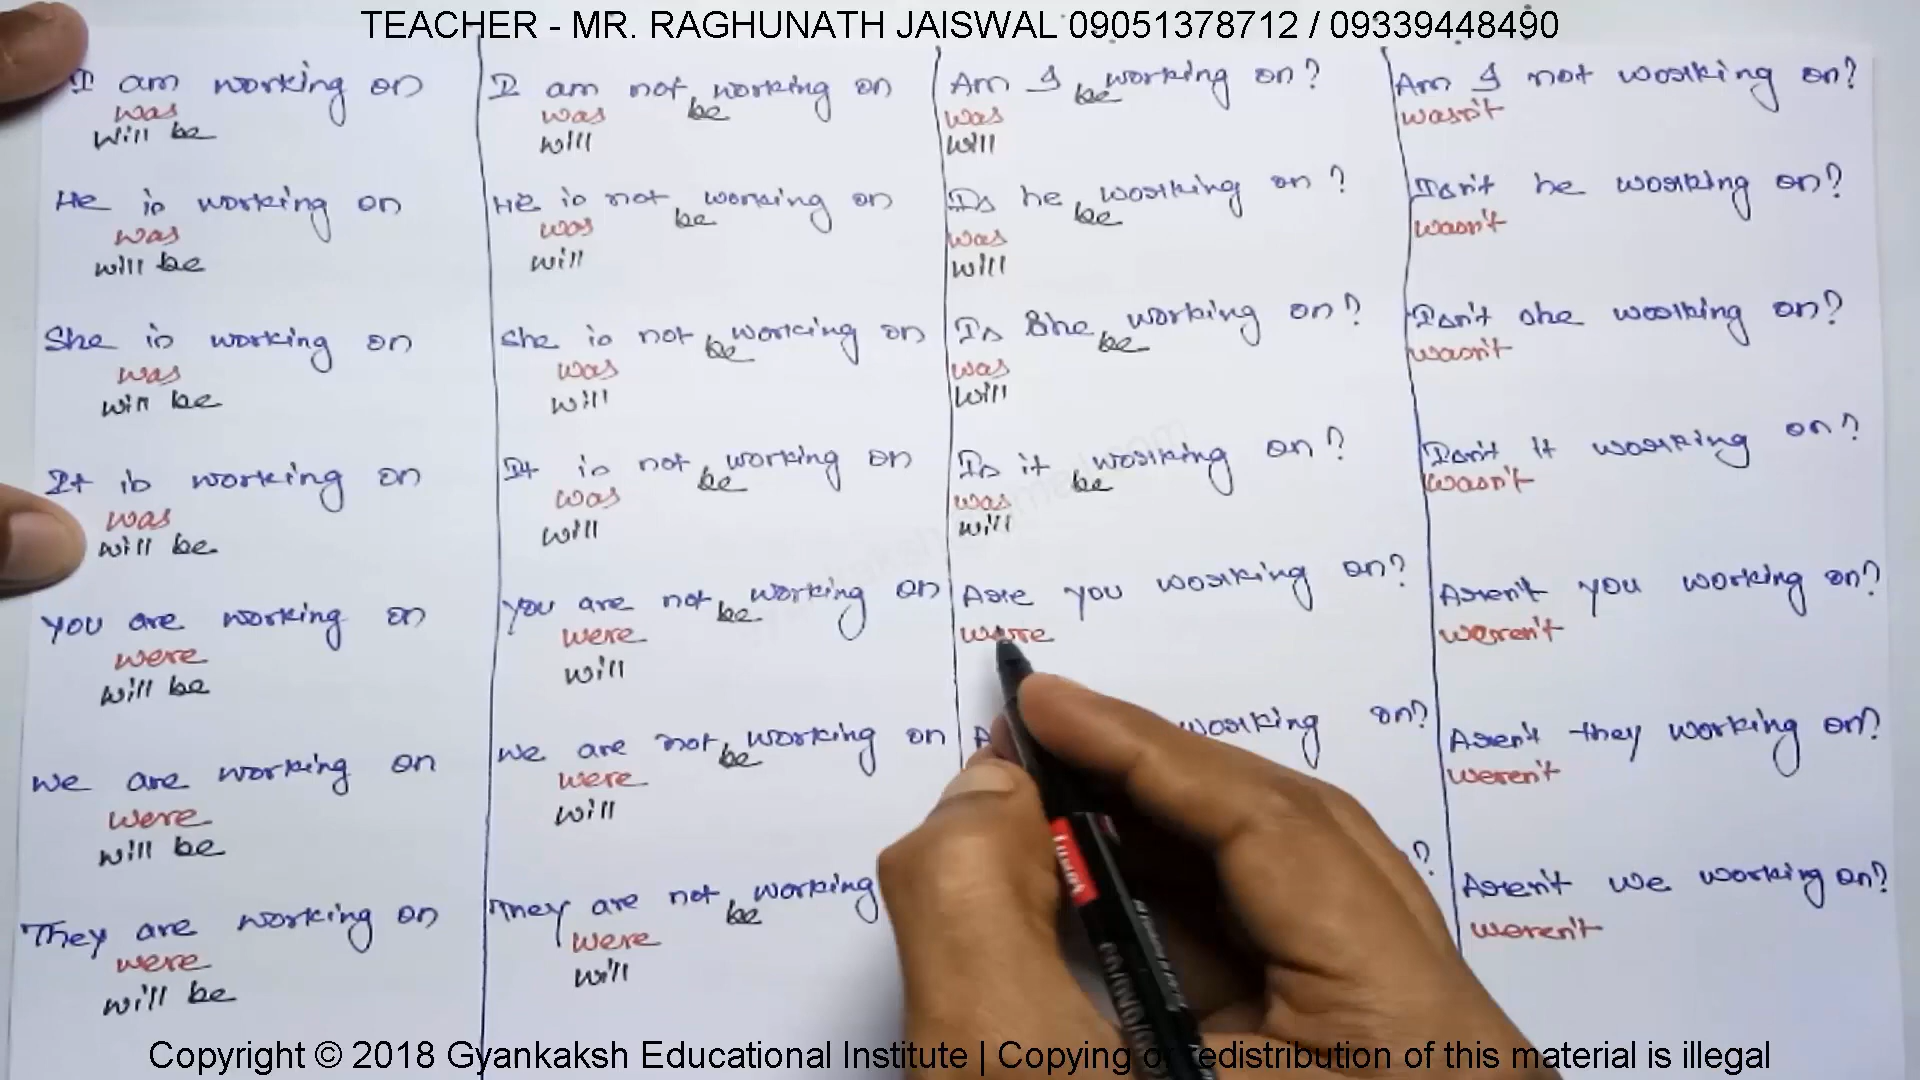 TEACHER - MR. RAGHUNATH JAISWAL 09051378712 / 09339448490
I am working on
was
will be
He is working on
was
will be
She is working on
was
will be
It is working on
was
will be
You are working on
were
will be
We are working on
were
will be
They are working on
were
will be
I am not be working on
was
will
He is not be working on
was
will
She is not be working on
was
will
It is not be working on
was
will
You are not be working on
were
will
We are not be working on
were
will
They are not be working
were
will
Am I be working on?
was
will
Is he be working on?
was
will
Is she be working on?
was
will
Is it be working on?
was
will
Are you working on?
were
working on?
?
Am I not working on?
wasn't
Isn't he working on?
wasn't
Isn't she working on?
wasn't
Isn't it working on?
wasn't
Aren't you working on?
weren't
Aren't they working on?
weren't
Aren't we working on?
weren't
Copyright © 2018 Gyankaksh Educational Institute | Copying or redistribution of this material is illegal